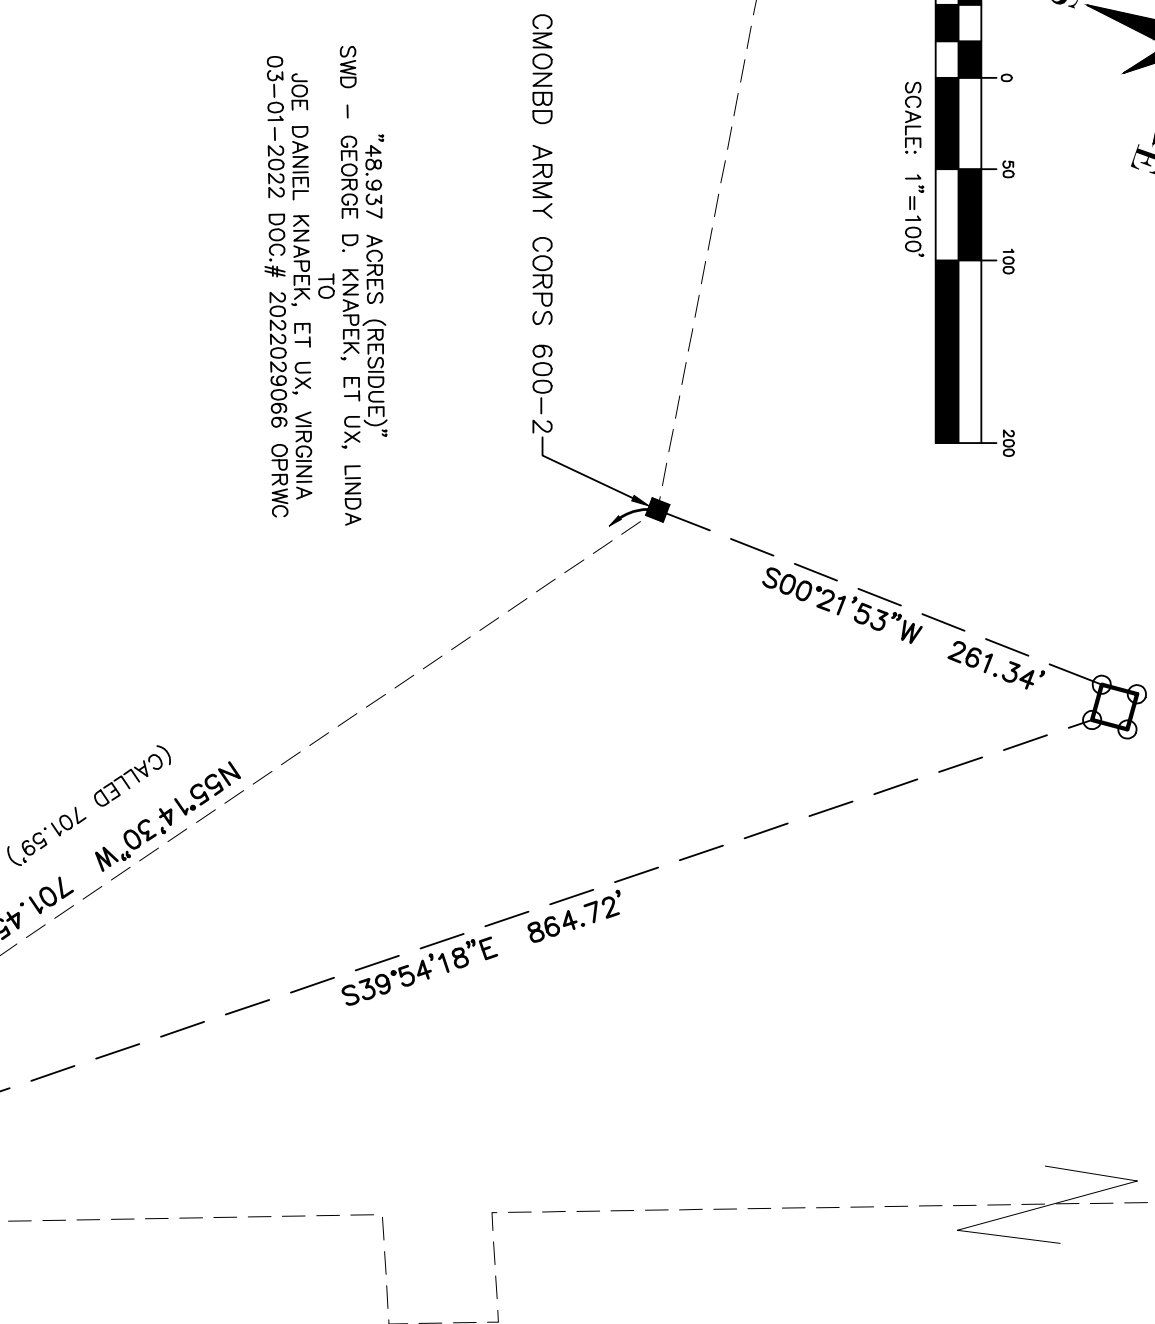 S
E
0
50
100
200
SCALE: 1"=100'
CMONBD ARMY CORPS 600-2
"48.937 ACRES (RESIDUE)"
SWD - GEORGE D. KNAPEK, ET UX, LINDA
TO
JOE DANIEL KNAPEK, ET UX, VIRGINIA
03-01-2022 DOC.# 2022029066 OPRWC
S00°21'53"W 261.34'
S39°54'18"E 864.72'
N55°14'30"W 701.45
(CALLED 701.59')